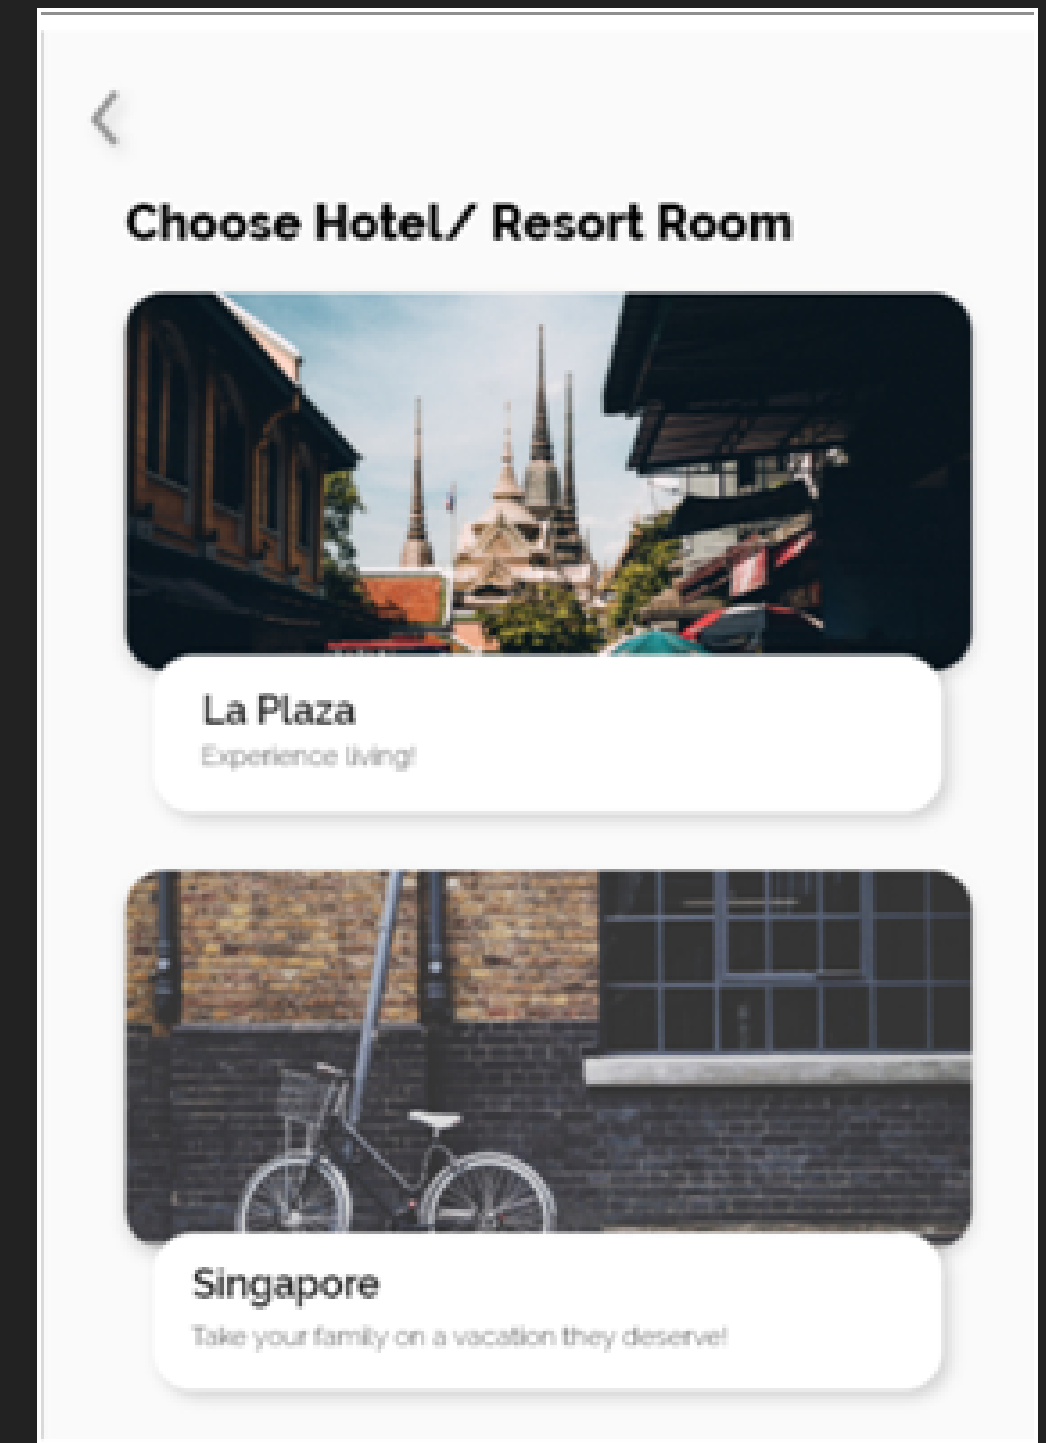 Choose Hotel/ Resort Room
La Plaza
Experience living!
Singapore
Take your family on a vacation they deserve!